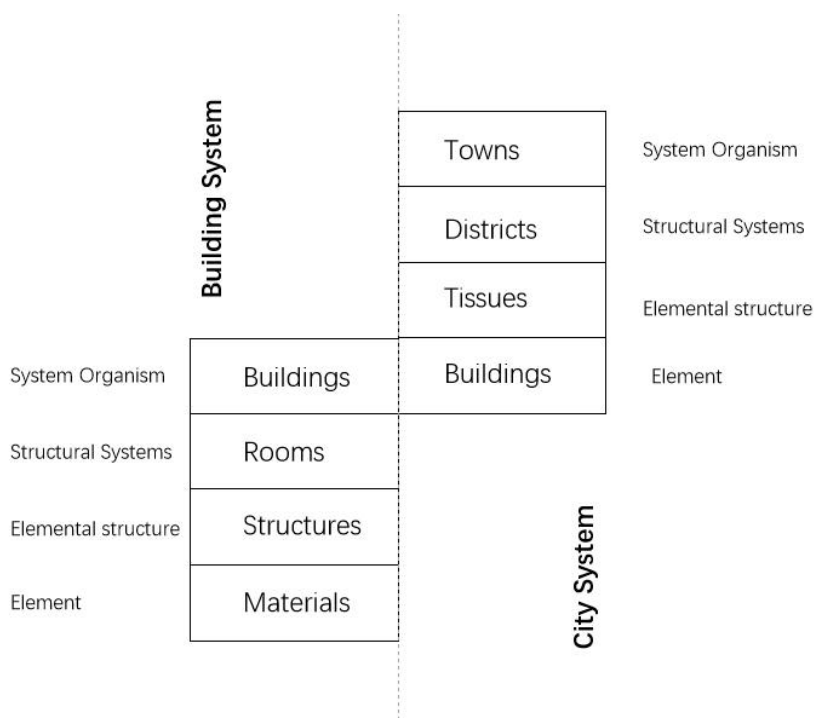 Building System
Towns
System Organism
Districts
Structural Systems
Tissues
Elemental structure
System Organism
Buildings
Buildings
Element
Structural Systems
Rooms
Elemental structure
Structures
Element
Materials
City System